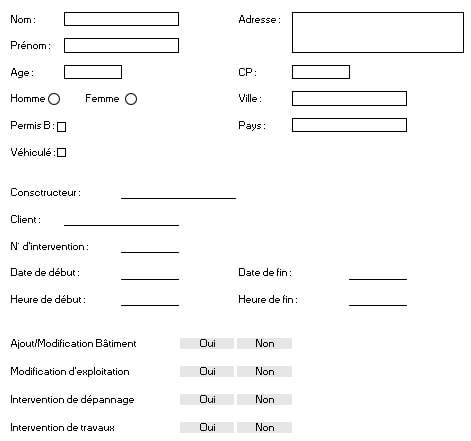 Nom : Adresse :
Prénom :
Age : CP :
Homme Femme Ville :
Permis B : Pays :
Véhiculé :
Consctructeur :
Client :
N° d'intervention :
Date de début : Date de fin :
Heure de début : Heure de fin :
Ajout/Modification Bâtiment Oui Non
Modification d'exploitation Oui Non
Intervention de dépannage Oui Non
Intervention de travaux Oui Non